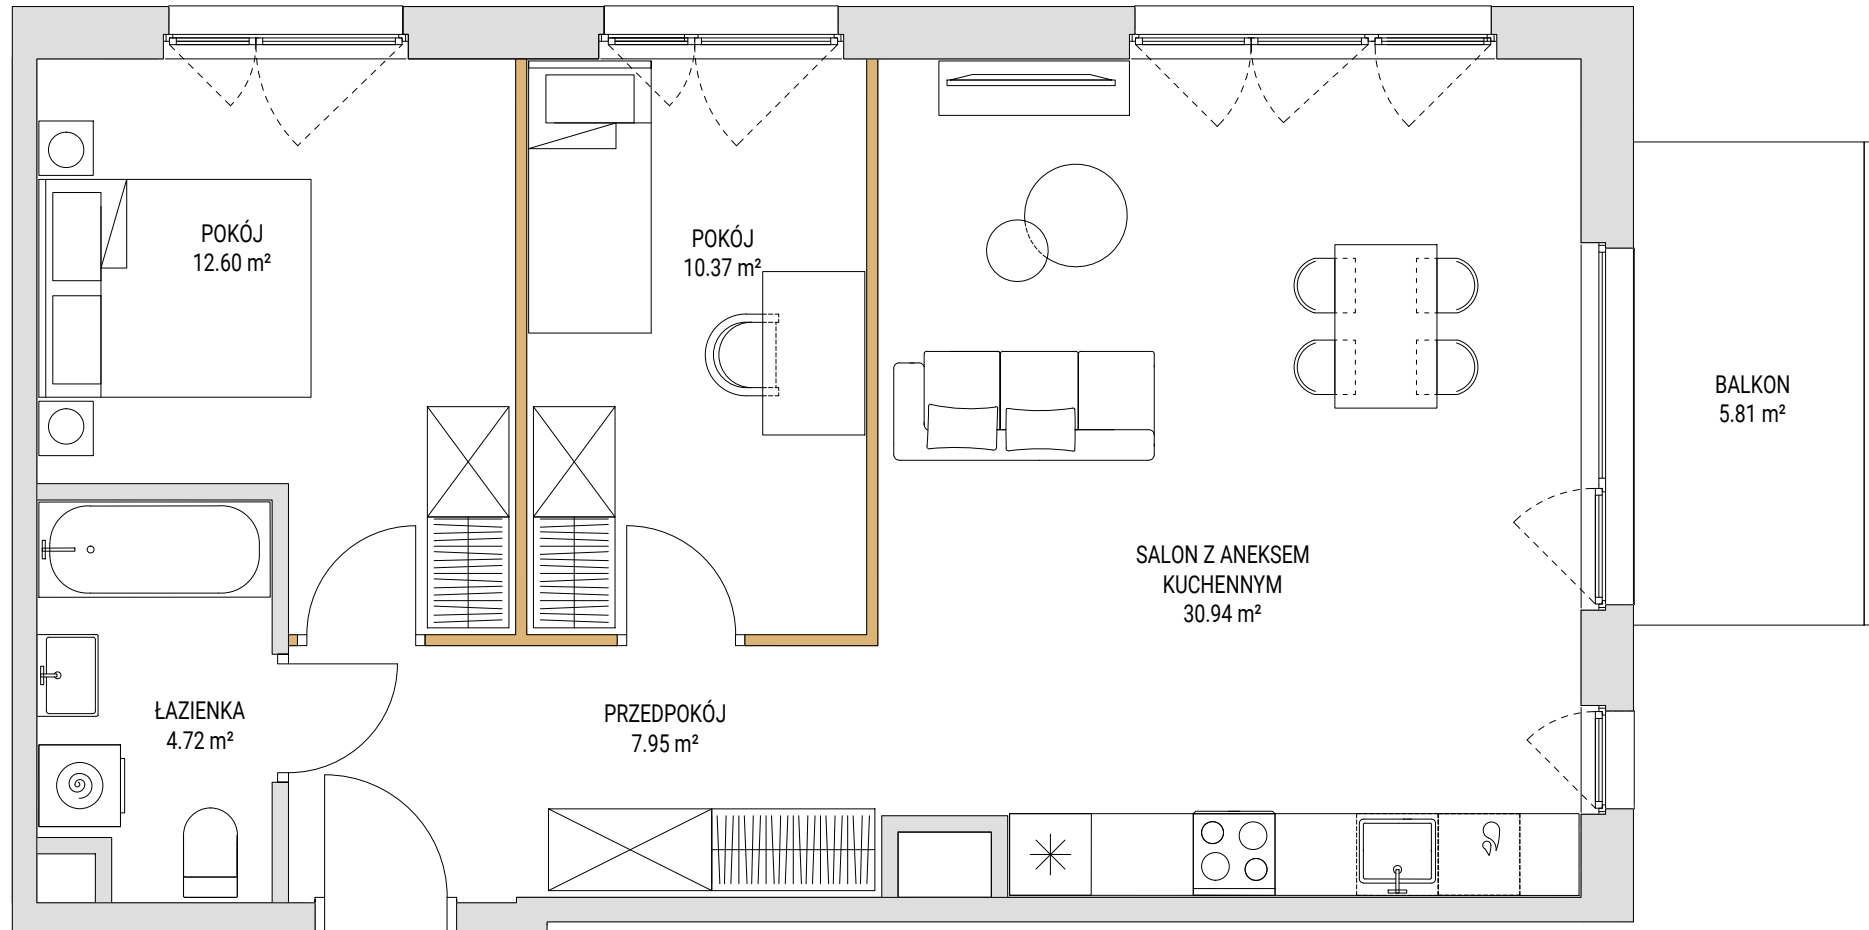 POKÓJ
12.60 m²
POKÓJ
10.37 m²
BALKON
5.81 m²
SALON Z ANEKSEM
KUCHENNYM
30.94 m²
ŁAZIENKA
4.72 m²
PRZEDPOKÓJ
7.95 m²